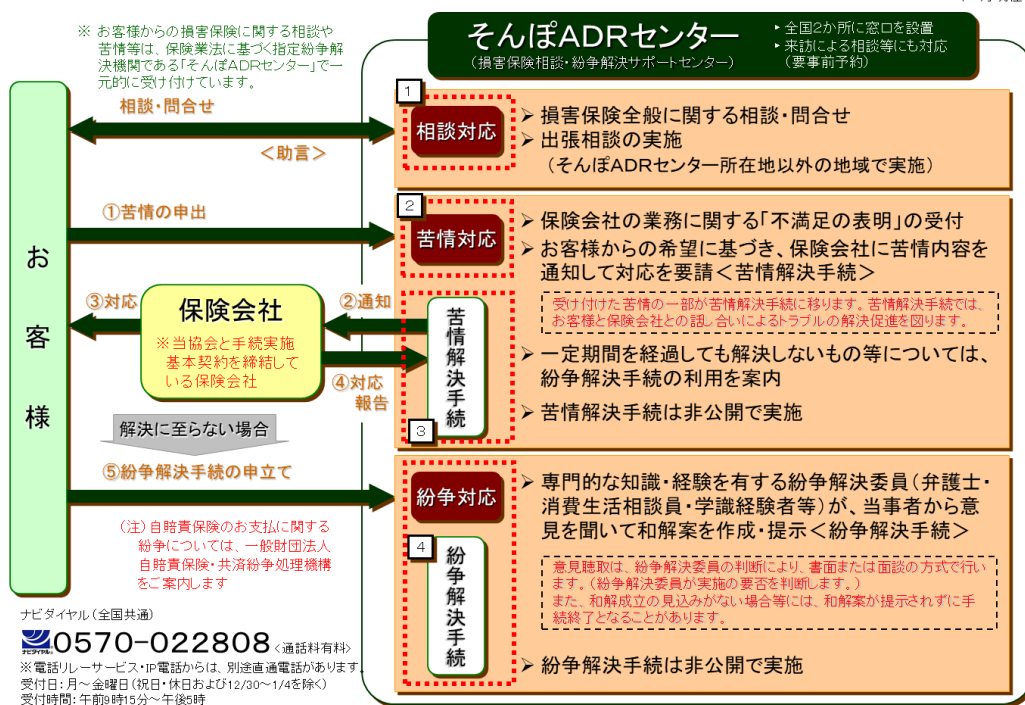 ※ お客様からの損害保険に関する相談や
苦情等は、保険業法に基づく指定紛争解
決機関である「そんぽADRセンター」で一
元的に受け付けています。
そんぽADRセンター
(損害保険相談・紛争解決サポートセンター)
▸ 全国2か所に窓口を設置
▸ 来訪による相談等にも対応
(要事前予約)
お客様
相談・問合せ
<助言>
1
相談対応
➢ 損害保険全般に関する相談・問合せ
➢ 出張相談の実施
(そんぽADRセンター所在地以外の地域で実施)
①苦情の申出
2
苦情対応
➢ 保険会社の業務に関する「不満足の表明」の受付
➢ お客様からの希望に基づき、保険会社に苦情内容を
通知して対応を要請<苦情解決手続>
受け付けた苦情の一部が苦情解決手続に移ります。苦情解決手続では、
お客様と保険会社との話し合いによるトラブルの解決促進を図ります。
➢ 一定期間を経過しても解決しないもの等については、
紛争解決手続の利用を案内
➢ 苦情解決手続は非公開で実施
③対応
保険会社
※当協会と手続実施
基本契約を締結して
いる保険会社
②通知
④対応
報告
苦情解決手続
3
解決に至らない場合
⑤紛争解決手続の申立て
紛争対応
4
紛争解決手続
➢ 専門的な知識・経験を有する紛争解決委員(弁護士・
消費生活相談員・学識経験者等)が、当事者から意
見を聞いて和解案を作成・提示<紛争解決手続>
意見聴取は、紛争解決委員の判断により、書面または面談の方式で行い
ます。(紛争解決委員が実施の要否を判断します。)
また、和解成立の見込みがない場合等には、和解案が提示されずに手
続終了となることがあります。
➢ 紛争解決手続は非公開で実施
(注) 自賠責保険のお支払に関する
紛争については、一般財団法人
自賠責保険・共済紛争処理機構
をご案内します
ナビダイヤル(全国共通)
ナビダイヤル
0570-022808<通話料有料>
※電話リレーサービス・IP電話からは、別途直通電話があります。
受付日:月~金曜日(祝日・休日および12/30~1/4を除く)
受付時間:午前9時15分~午後5時